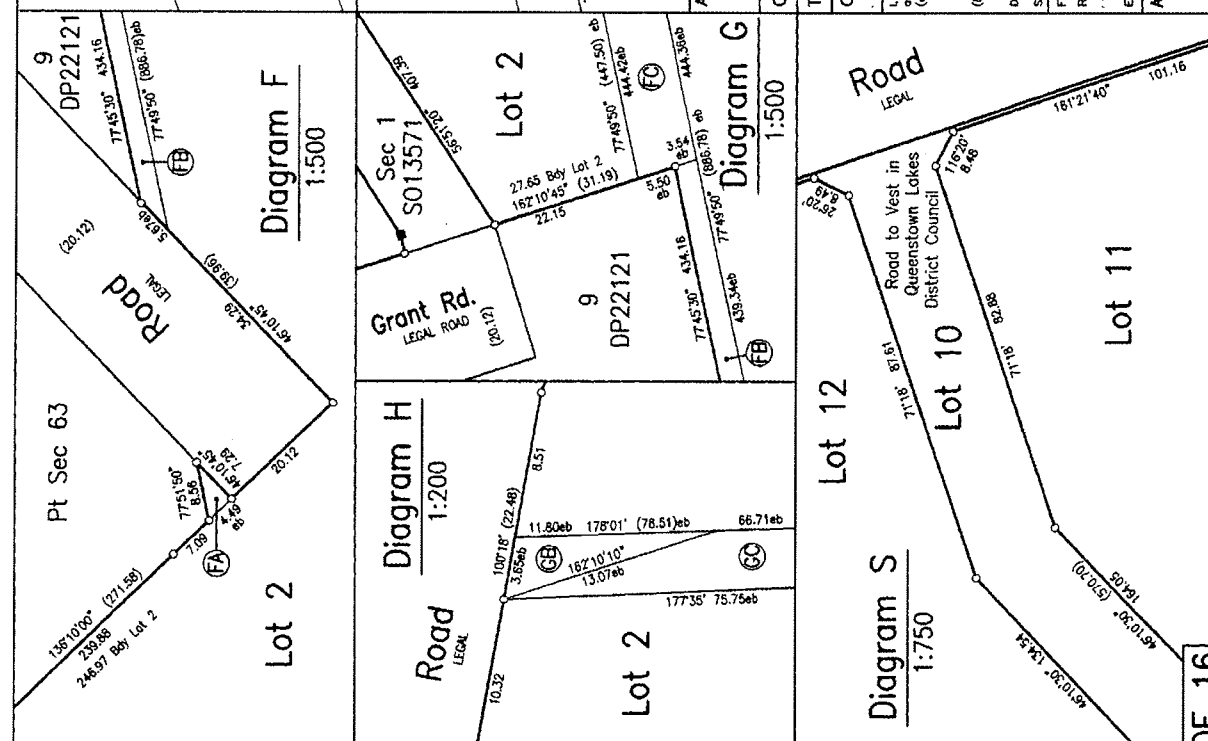 Pt Sec 63
9
DP22121
434.16
77°45'30"
77°49'50" (886.78)eb
FB
5.67eb
(20.12)
Road
LEGAL
34.29
(39.96)
46°10'45"
Diagram F
1:500
77°51'50"
8.56
46°10'45"
7.29
20.12
4.69
eb
7.09
FA
136°10'00" (271.58)
239.88
246.97 Bdy Lot 2
Lot 2
407.39
56°51'20"
Sec 1
SO13571
Lot 2
Grant Rd.
LEGAL ROAD
(20.12)
27.65 Bdy Lot 2
162°10'45" (31.19)
22.15
77°49'50" (447.50) eb
444.42eb
FC
444.36eb
5.50
eb
77°49'50" (886.78) eb
9
DP22121
77°45'30" 434.16
439.34eb
FB
Diagram G
1:500
Diagram H
1:200
Road
LEGAL
10.32
100°18' (22.48)
8.51
3.65eb
11.80eb
178°01' (78.51)eb
66.71eb
GB
162°10'10"
13.07eb
GC
177°35' 75.75eb
Lot 2
Road
LEGAL
26°20'
8.49
116°20'
8.48
181°21'40"
101.16
Road to Vest in
Queenstown Lakes
District Council
Lot 12
71°18' 87.61
Lot 10
71°18' 82.88
Lot 11
Diagram S
1:750
46°10'30" 134.54
46°10'30" (570.70)
164.05
OF 16